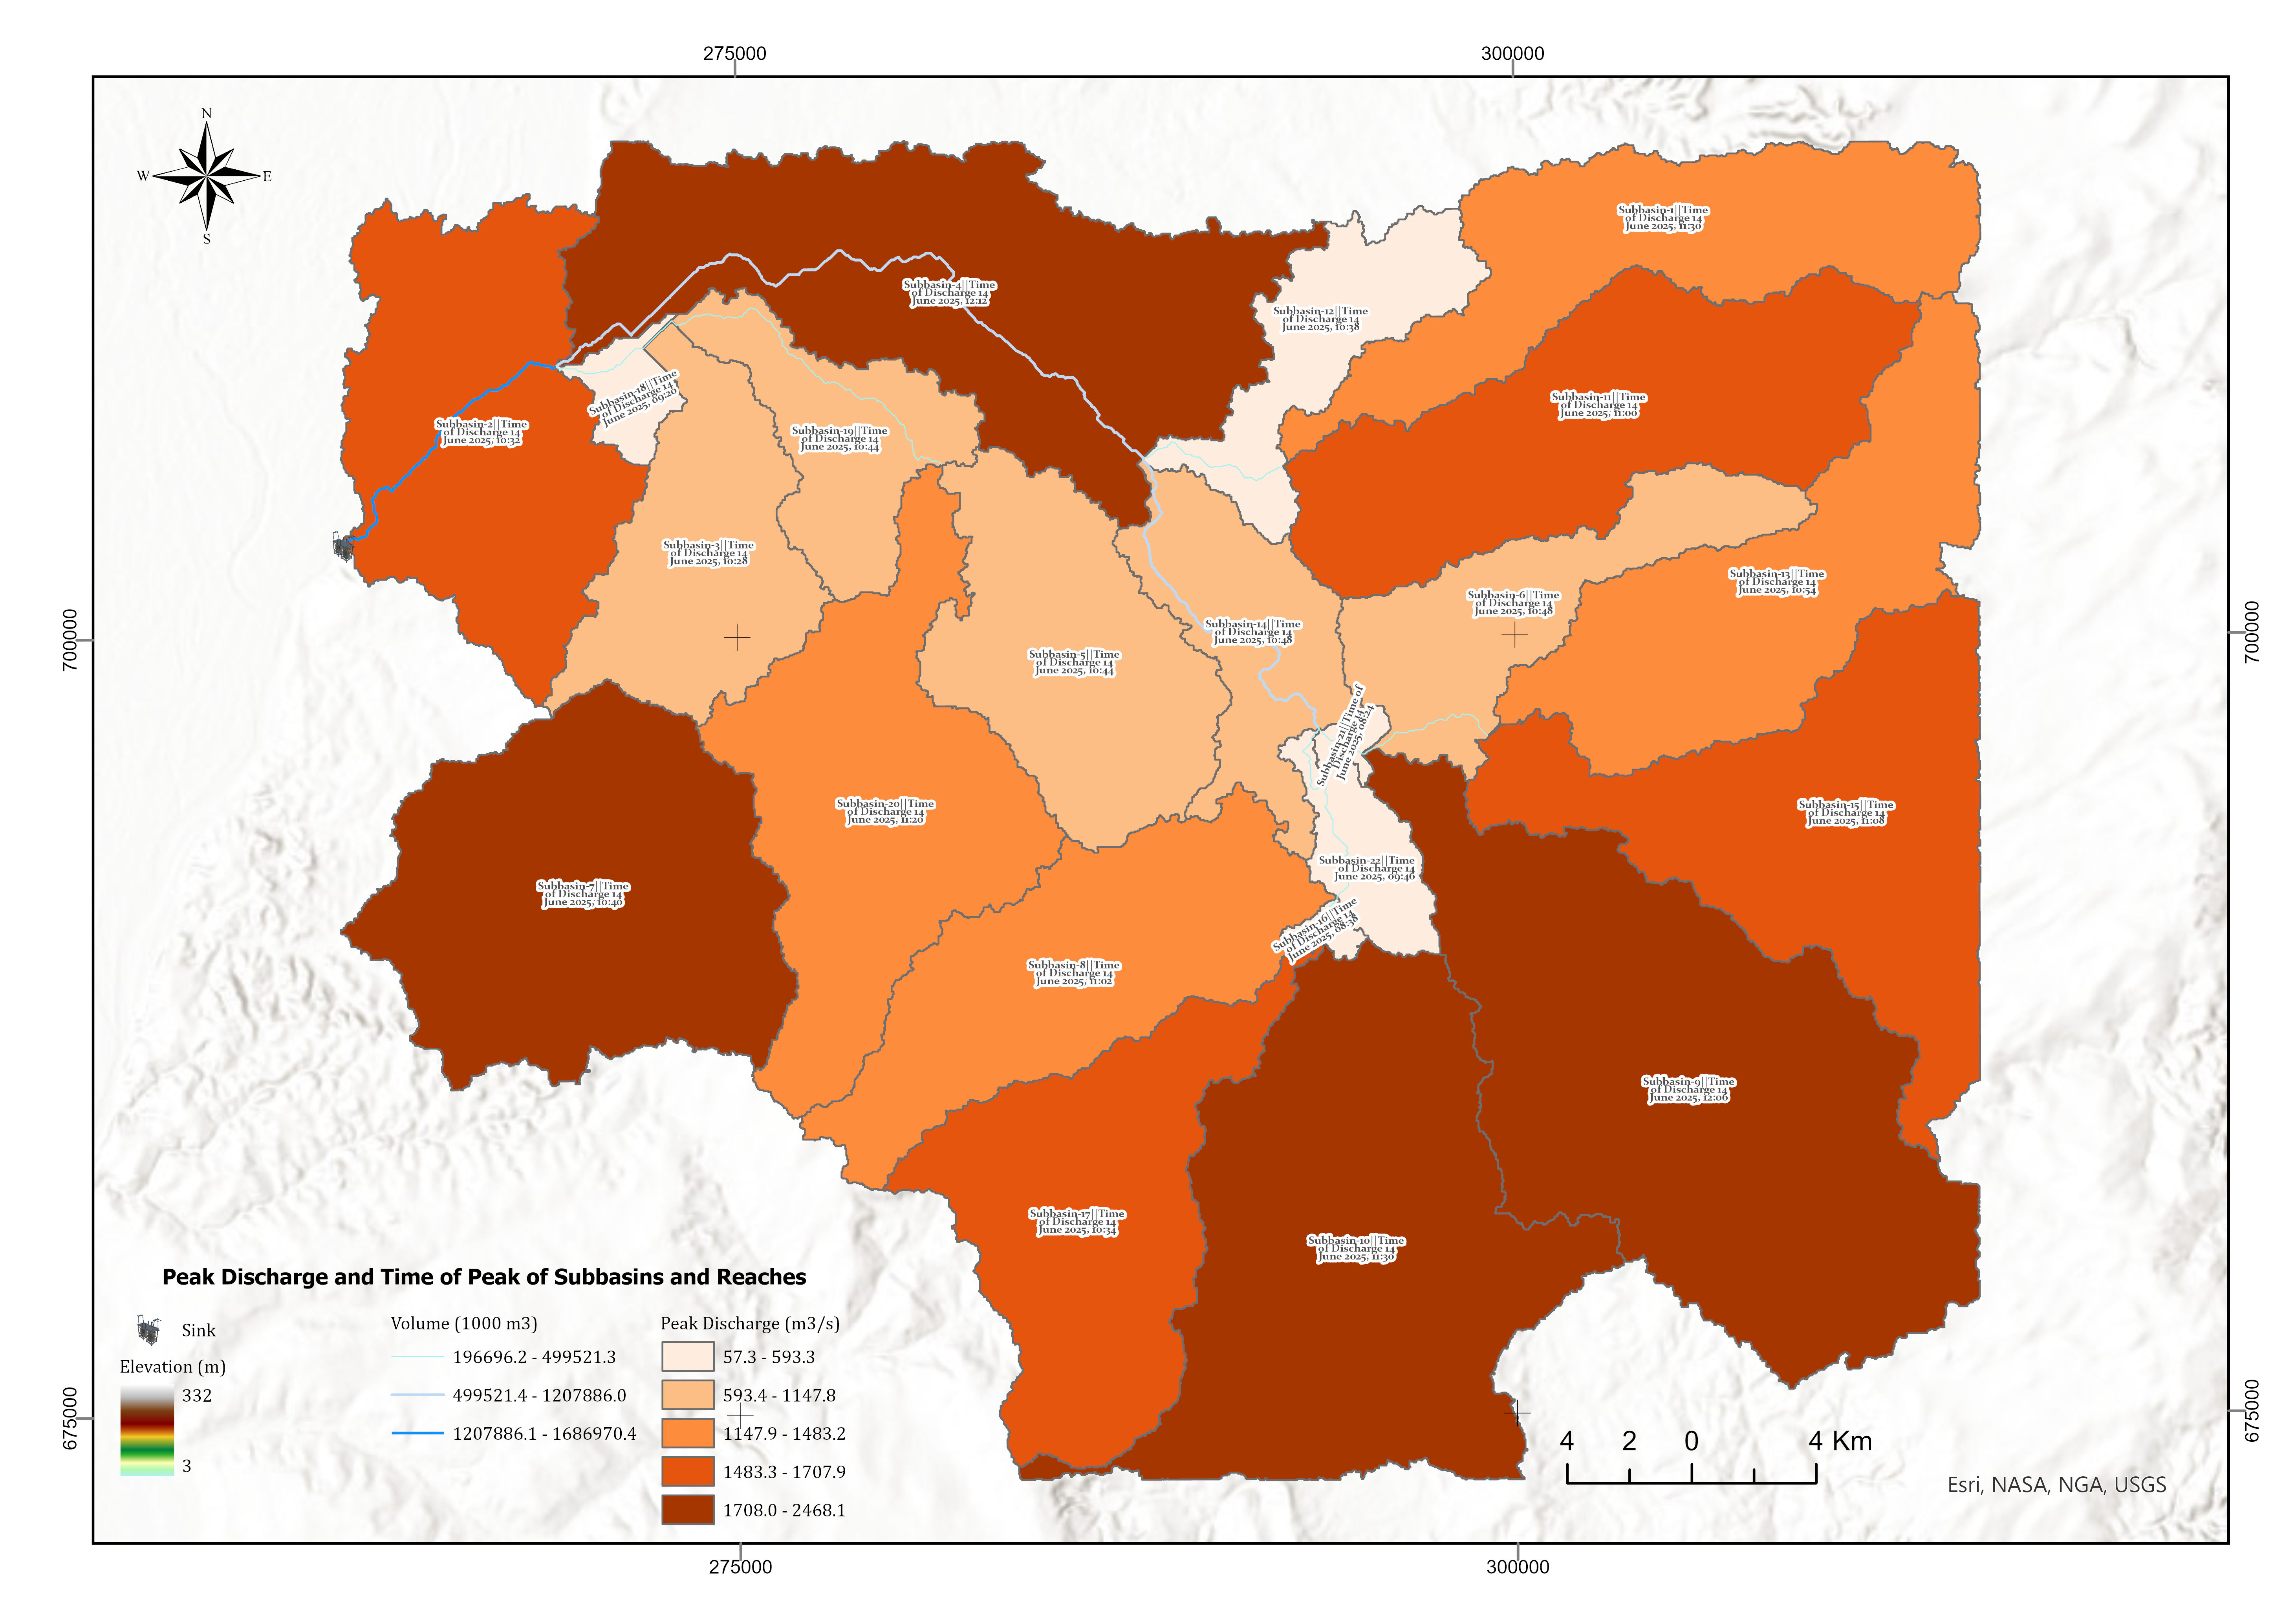 275000
300000
N
W
E
S
Subbasin-1||Time
of Discharge 14
June 2025, 11:30
Subbasin-4||Time
of Discharge 14
June 2025, 12:12
Subbasin-12||Time
of Discharge 14
June 2025, 10:38
Subbasin-18||Time
of Discharge 14
June 2025, 09:20
Subbasin-11||Time
of Discharge 14
June 2025, 11:00
Subbasin-2||Time
of Discharge 14
June 2025, 10:32
Subbasin-19||Time
of Discharge 14
June 2025, 10:44
Subbasin-3||Time
of Discharge 14
June 2025, 10:28
Subbasin-13||Time
of Discharge 14
June 2025, 10:54
Subbasin-6||Time
of Discharge 14
June 2025, 10:48
Subbasin-14||Time
of Discharge 14
June 2025, 10:48
700000
700000
Subbasin-5||Time
of Discharge 14
June 2025, 10:44
Subbasin-21||Time of
Discharge 14
June 2025, 08:24
Subbasin-20||Time
of Discharge 14
June 2025, 11:20
Subbasin-15||Time
of Discharge 14
June 2025, 11:08
Subbasin-22||Time
of Discharge 14
June 2025, 09:46
Subbasin-7||Time
of Discharge 14
June 2025, 10:40
Subbasin-16||Time
of Discharge 14
June 2025, 08:38
Subbasin-8||Time
of Discharge 14
June 2025, 11:02
Subbasin-9||Time
of Discharge 14
June 2025, 12:06
Subbasin-17||Time
of Discharge 14
June 2025, 10:34
Subbasin-10||Time
of Discharge 14
June 2025, 11:30
Peak Discharge and Time of Peak of Subbasins and Reaches
Sink
Elevation (m)
332
3
Volume (1000 m3)
196696.2 - 499521.3
499521.4 - 1207886.0
1207886.1 - 1686970.4
Peak Discharge (m3/s)
57.3 - 593.3
593.4 - 1147.8
1147.9 - 1483.2
1483.3 - 1707.9
1708.0 - 2468.1
675000
675000
4 2 0 4 Km
Esri, NASA, NGA, USGS
275000
300000